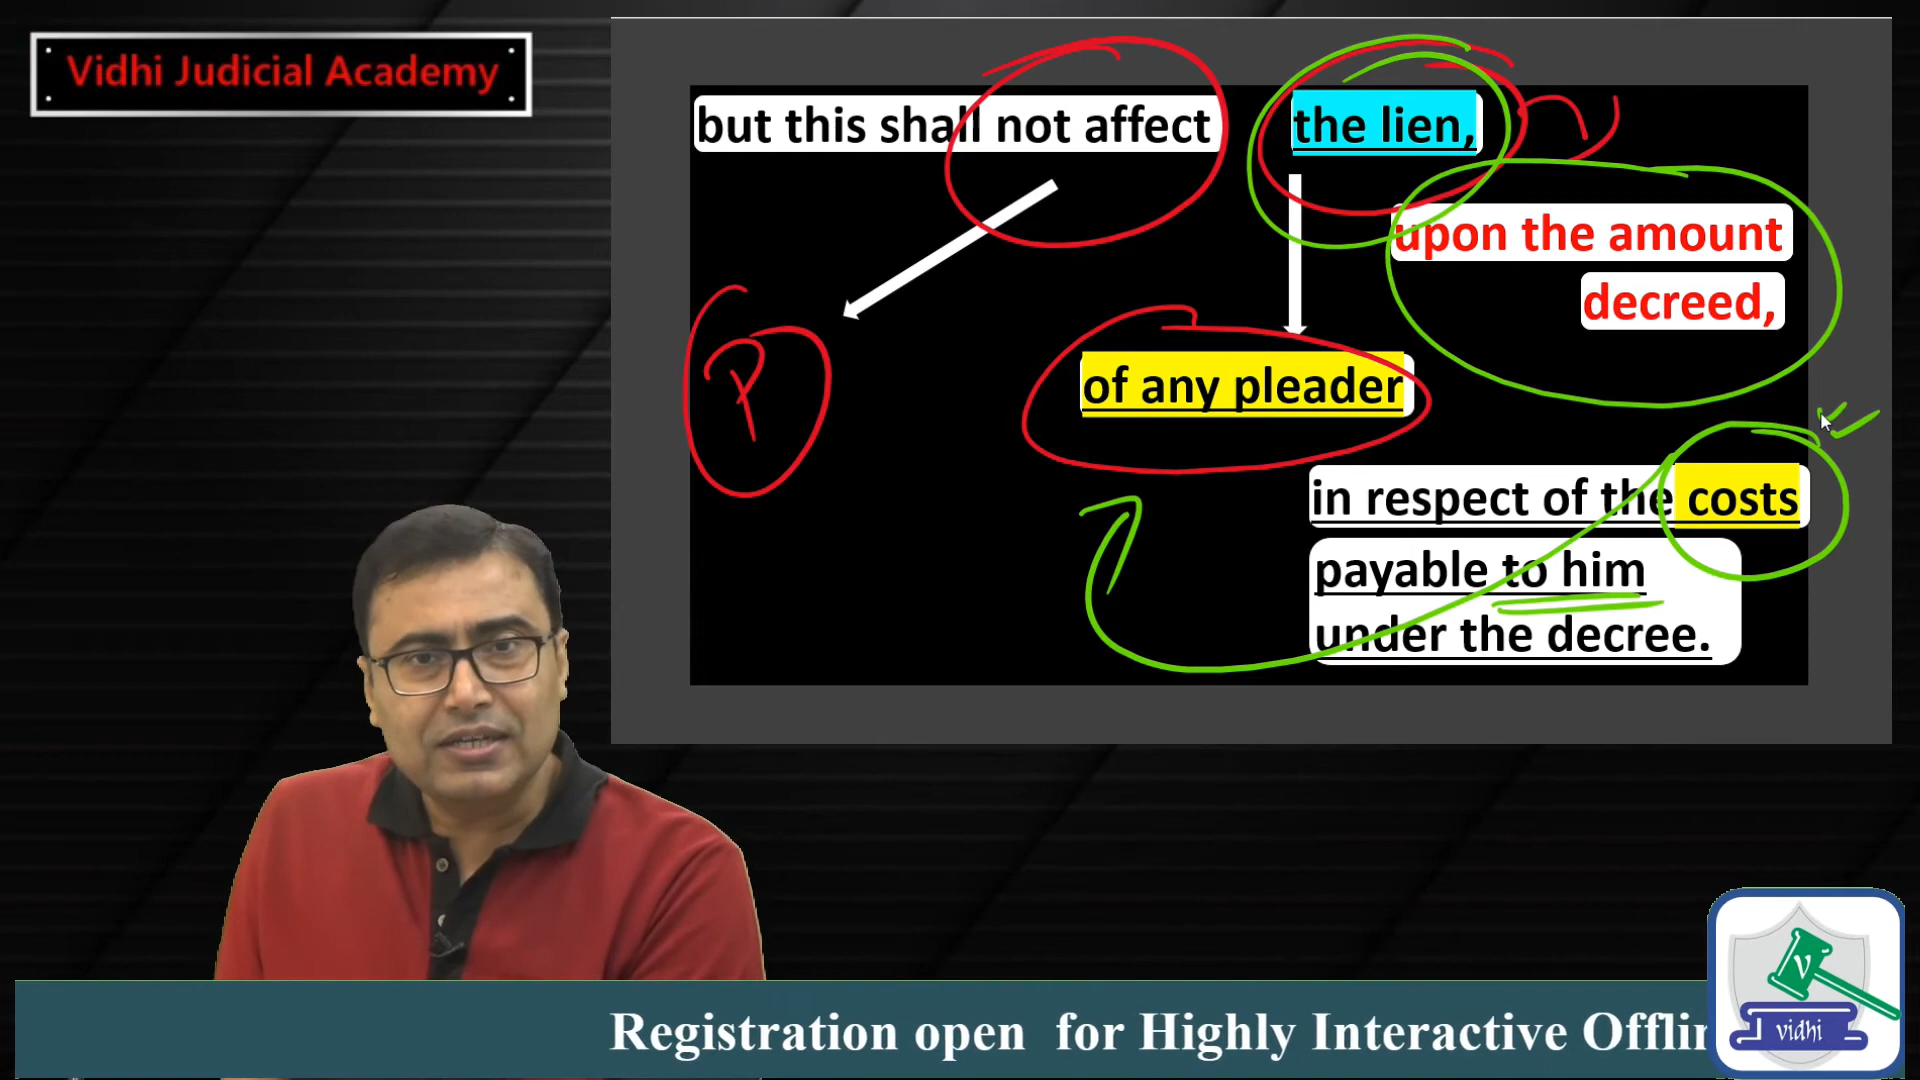 Vidhi Judicial Academy
but this shall not affect the lien,
upon the amount
decreed,
P
of any pleader
in respect of the costs
payable to him
under the decree.
V
vidhi
Registration open for Highly Interactive